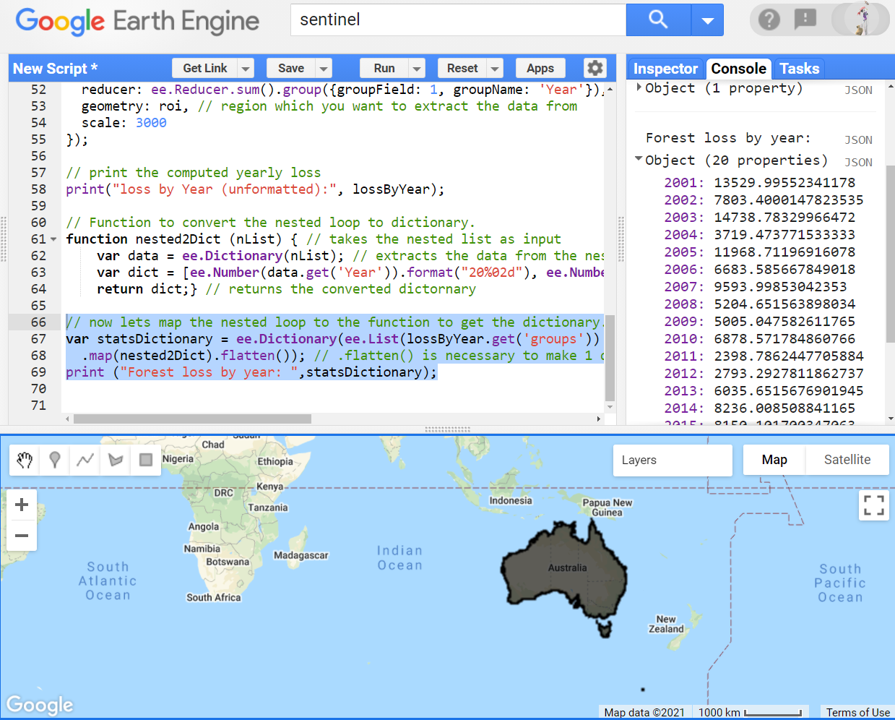 Google Earth Engine
sentinel
New Script *
Get Link
Save
Run
Reset
Apps
Inspector
Console
Tasks
52 reducer: ee.Reducer.sum().group({groupField: 1, groupName: 'Year'}),
53 geometry: roi, // region which you want to extract the data from
54 scale: 3000
55 });
56
57 // print the computed yearly loss
58 print("loss by Year (unformatted):", lossByYear);
59
60 // Function to convert the nested loop to dictionary.
61 function nested2Dict (nList) { // takes the nested list as input
62 var data = ee.Dictionary(nList); // extracts the data from the nes
63 var dict = [ee.Number(data.get('Year')).format("20%02d"), ee.Numbe
64 return dict;} // returns the converted dictornary
65
66 // now lets map the nested loop to the function to get the dictionary.
67 var statsDictionary = ee.Dictionary(ee.List(lossByYear.get('groups'))
68 .map(nested2Dict).flatten()); // .flatten() is necessary to make 1
69 print ("Forest loss by year: ",statsDictionary);
70
71
Object (1 property) JSON
Forest loss by year: JSON
Object (20 properties) JSON
2001: 13529.99552341178
2002: 7803.4000147823535
2003: 14738.78329966472
2004: 3719.473771533333
2005: 11968.71196916078
2006: 6683.585667849018
2007: 9593.99853042353
2008: 5204.651563898034
2009: 5005.047582611765
2010: 6878.571784860766
2011: 2398.7862447705884
2012: 2793.2927811862737
2013: 6035.6515676901945
2014: 8236.008508841165
2015: 8150.101700347063
Layers
Map
Satellite
Chad
Sudan
Nigeria
Ethiopia
Kenya
DRC
Tanzania
Angola
Namibia
Botswana
Madagascar
South Africa
South
Atlantic
Ocean
Indian
Ocean
Indonesia
Papua New
Guinea
Australia
New
Zealand
South
Pacific
Ocean
Google
Map data ©2021
1000 km
Terms of Use